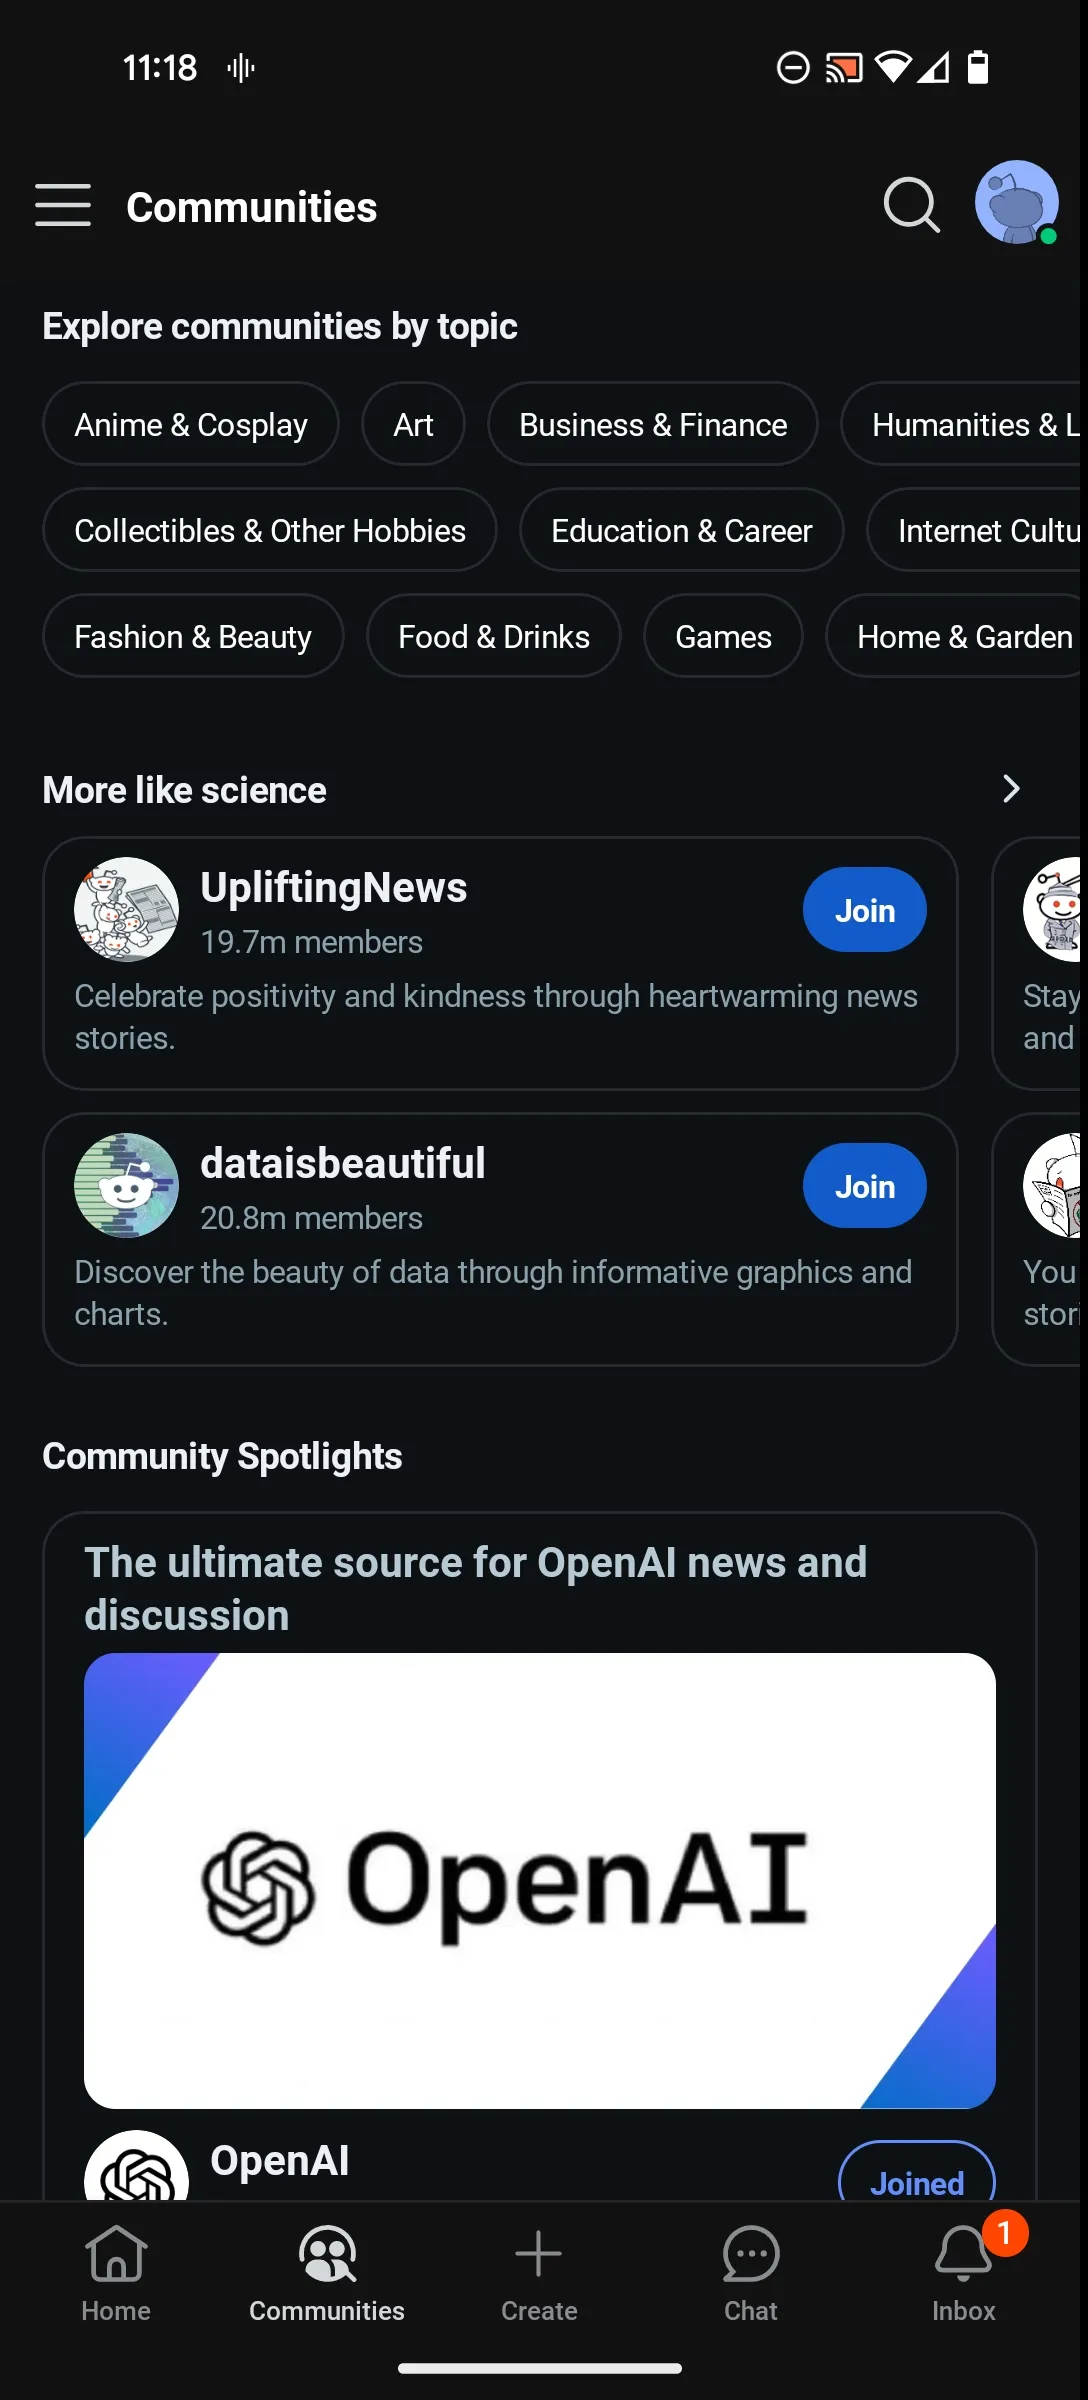 11:18
Communities
Explore communities by topic
Anime & Cosplay
Art
Business & Finance
Humanities & L
Collectibles & Other Hobbies
Education & Career
Internet Cultu
Fashion & Beauty
Food & Drinks
Games
Home & Garden
More like science
UpliftingNews
19.7m members
Join
Celebrate positivity and kindness through heartwarming news
stories.
Stay
and
dataisbeautiful
20.8m members
Join
Discover the beauty of data through informative graphics and
charts.
You
stori
Community Spotlights
The ultimate source for OpenAI news and
discussion
OpenAI
OpenAI
Joined
Home
Communities
Create
Chat
1
Inbox